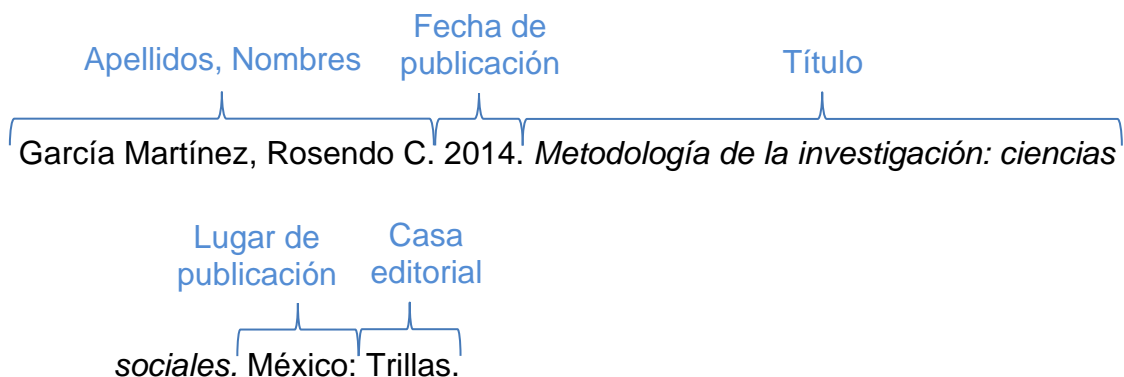 Apellidos, Nombres
Fecha de
publicación
Título
García Martínez, Rosendo C. 2014. Metodología de la investigación: ciencias
Lugar de
publicación
Casa
editorial
sociales. México: Trillas.